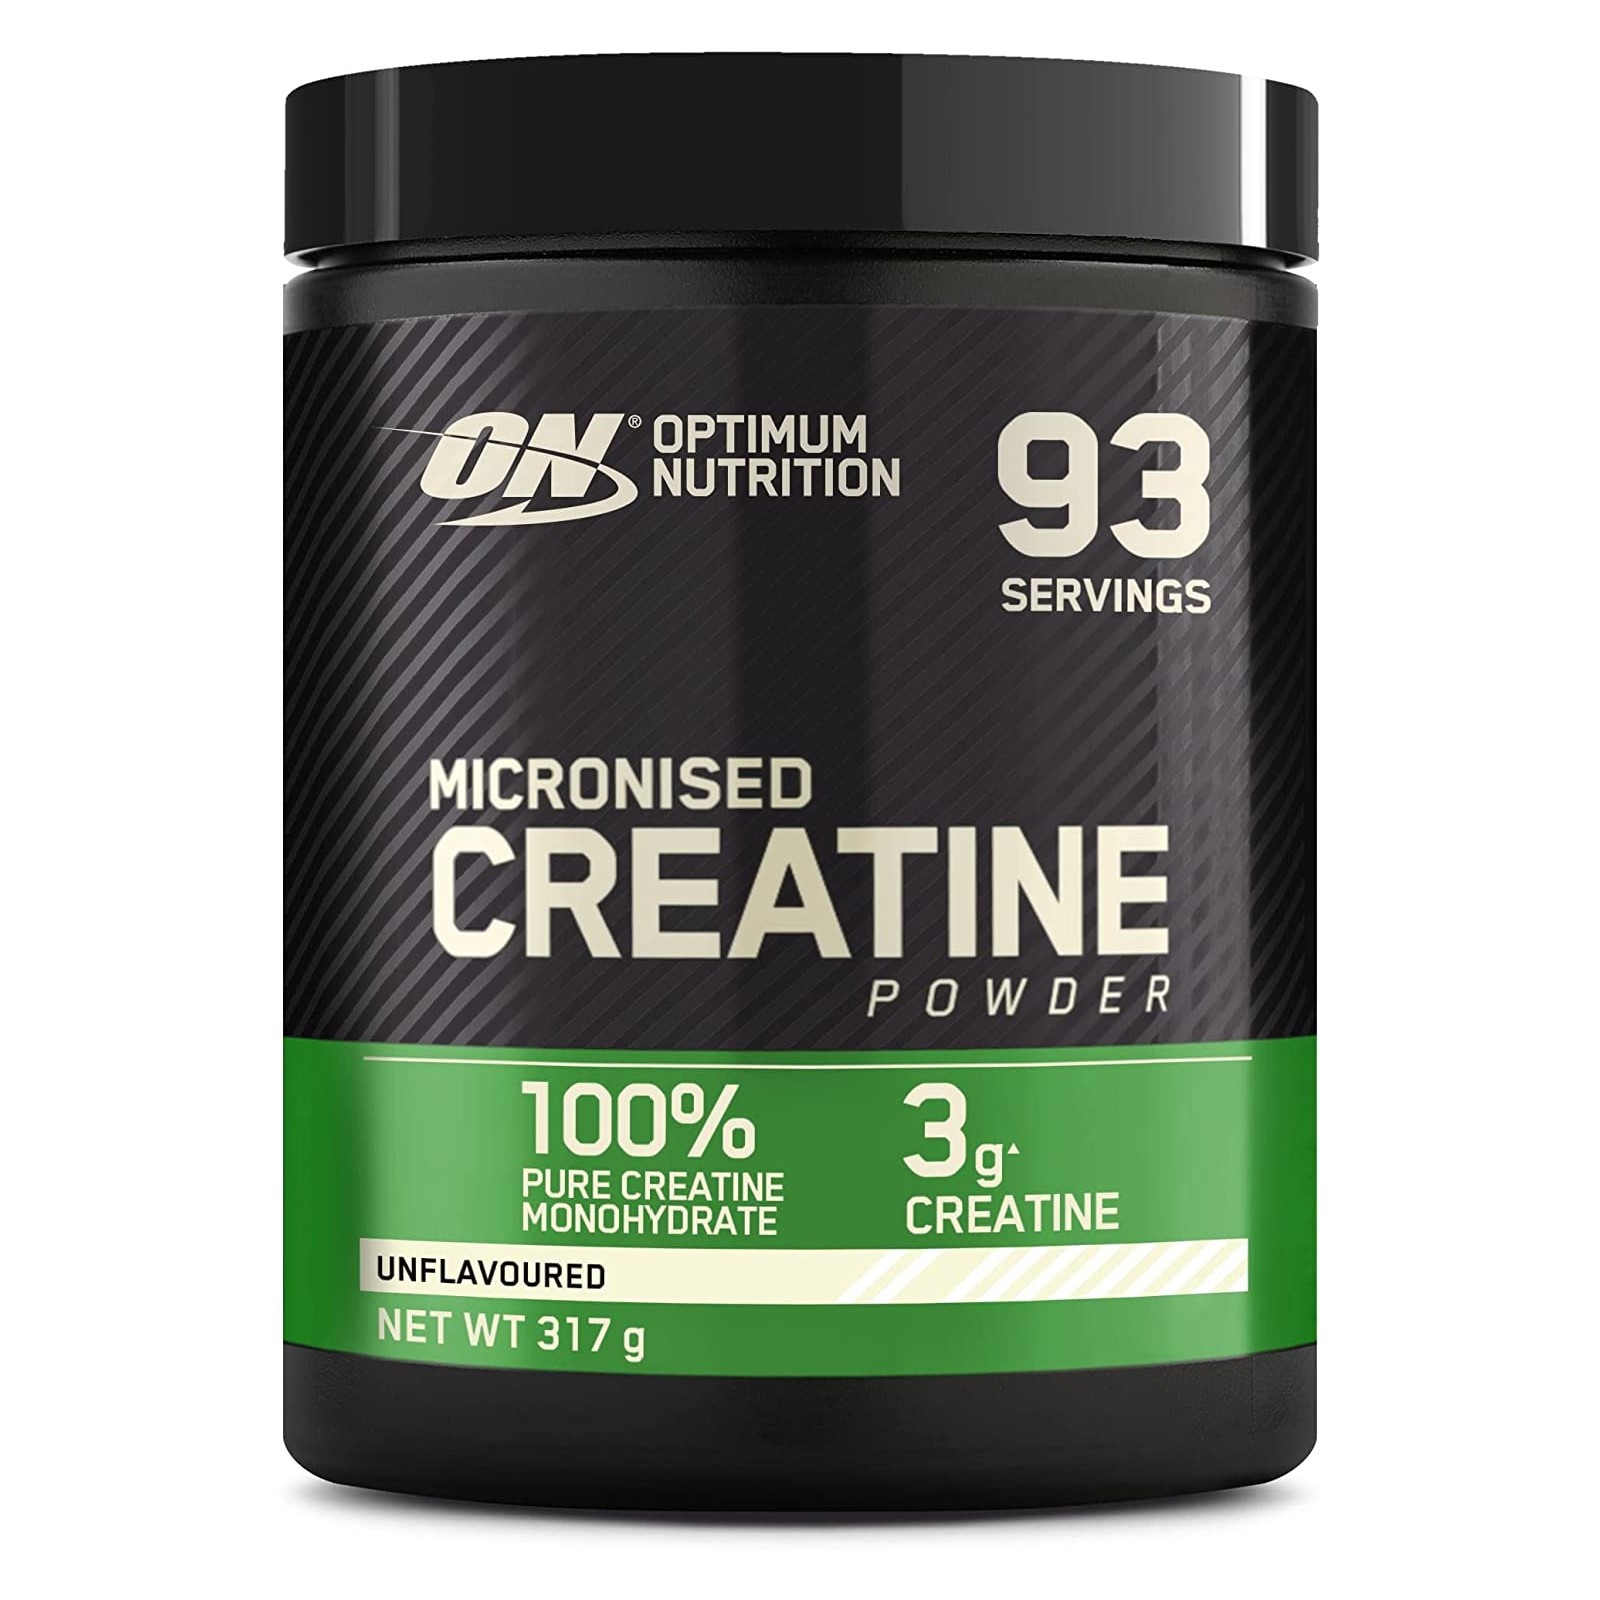 ON® OPTIMUM NUTRITION
93
SERVINGS
MICRONISED
CREATINE
POWDER
100%
PURE CREATINE
MONOHYDRATE
3g▲
CREATINE
UNFLAVOURED
NET WT 317 g